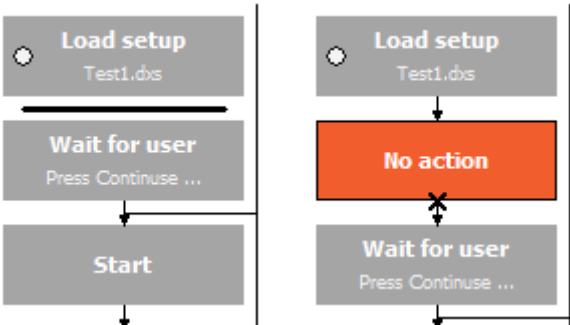 Load setup
Test1.dxs
Wait for user
Press Continuse ...
Start
Load setup
Test1.dxs
No action
Wait for user
Press Continuse ...